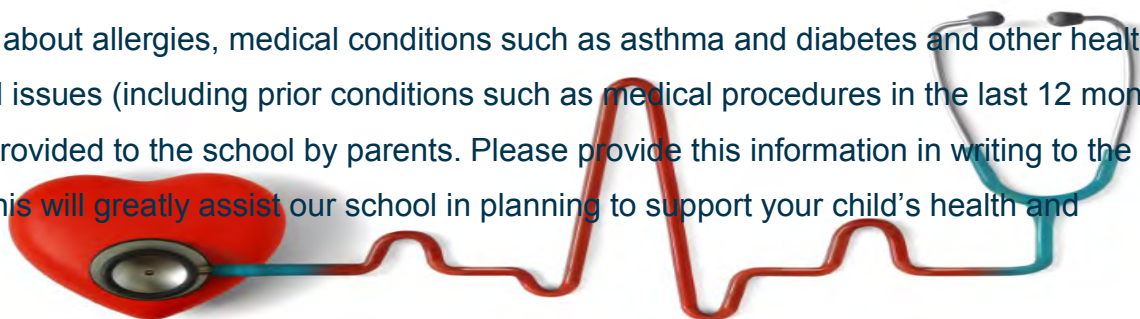 about allergies, medical conditions such as asthma and diabetes and other healt
issues (including prior conditions such as medical procedures in the last 12 mon
rovided to the school by parents. Please provide this information in writing to the
his will greatly assist our school in planning to support your child’s health and